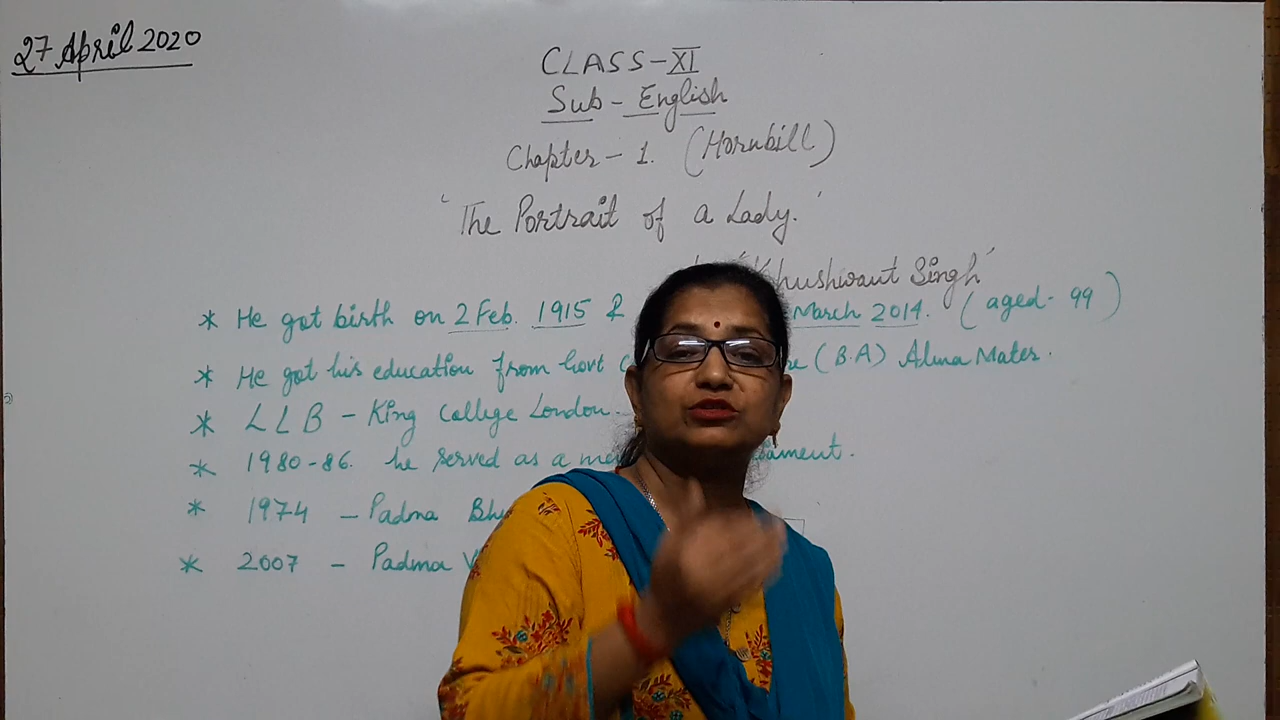 27 April 2020
CLASS-XI
Sub - English
Chapter - 1. (Hornbill)
'The Portrait of a Lady.'
Khushwant Singh'
* He got birth on 2 Feb. 1915 & March 2014. (aged- 99)
* He got his education from Govt (B.A) Alma Mater.
* LLB - King College London.
* 1980-86. he served as a
* 1974 - Padma
* 2007 - Padma